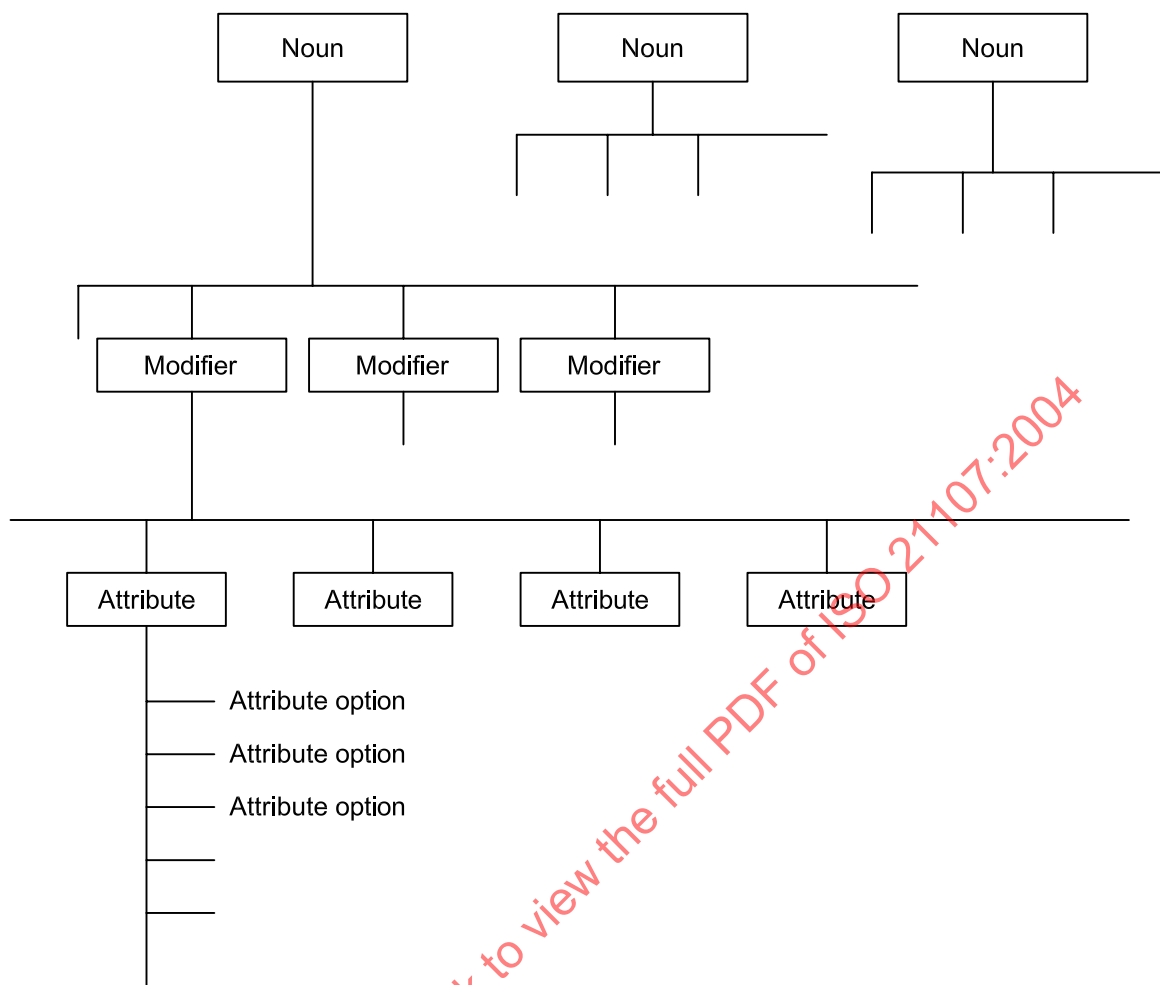 Noun Noun Noun
Modifier Modifier Modifier
Attribute Attribute Attribute Attribute
Attribute option
Attribute option
Attribute option
to view the full PDF of ISO 21107:2004